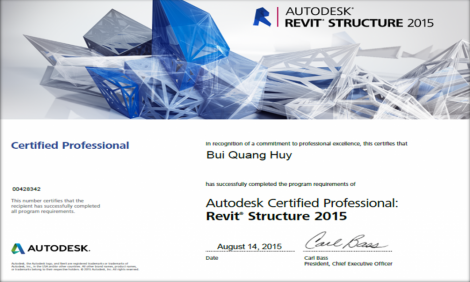 AUTODESK®
REVIT® STRUCTURE 2015
Certified Professional
In recognition of a commitment to professional excellence, this certifies that
Bui Quang Huy
00428342
This number certifies that the
recipient has successfully completed
all program requirements.
has successfully completed the program requirements of
Autodesk Certified Professional:
Revit® Structure 2015
AUTODESK.
August 14, 2015
Carl Bass
Date
Carl Bass
President, Chief Executive Officer